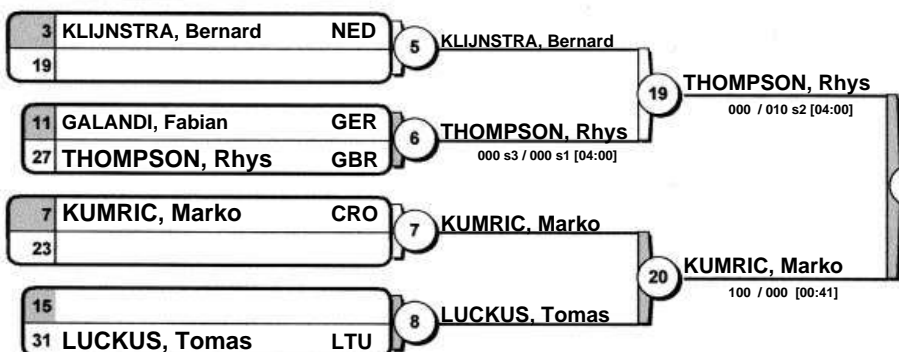 3 KLIJNSTRA, Bernard NED
19
5
KLIJNSTRA, Bernard
11 GALANDI, Fabian GER
27 THOMPSON, Rhys GBR
6
THOMPSON, Rhys
000 s3 / 000 s1 [04:00]
19
THOMPSON, Rhys
000 / 010 s2 [04:00]
7 KUMRIC, Marko CRO
23
7
KUMRIC, Marko
15
31 LUCKUS, Tomas LTU
8
LUCKUS, Tomas
20
KUMRIC, Marko
100 / 000 [00:41]